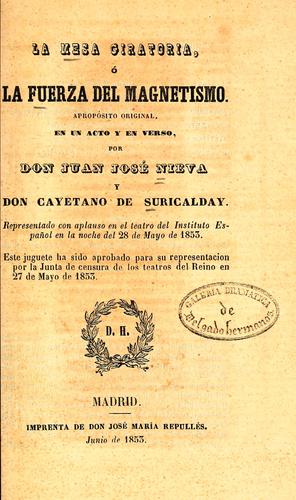 LA MESA GIRATORIA,
Ó
LA FUERZA DEL MAGNETISMO.
APROPÓSITO ORIGINAL,
EN UN ACTO Y EN VERSO,
POR
DON JUAN JOSÉ NIEVA
Y
DON CAYETANO DE SURICALDAY.
Representado con aplauso en el teatro del Instituto Es-
pañol en la noche del 28 de Mayo de 1853.
Este juguete ha sido aprobado para su representacion
por la Junta de censura de los teatros del Reino en
27 de Mayo de 1853.
GALERIA DRAMATICA
de
Delgado hermanos.
D. H.
MADRID.
IMPRENTA DE DON JOSÉ MARÍA REPULLÉS.
Junio de 1853.